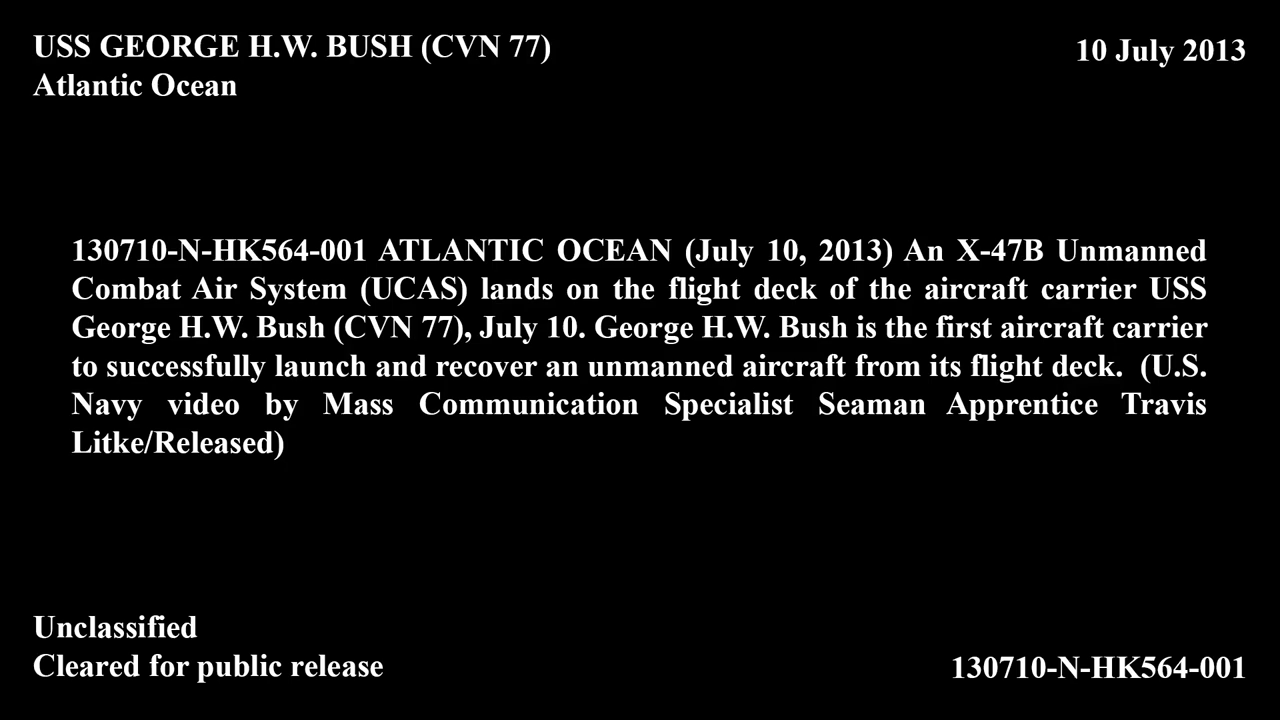 USS GEORGE H.W. BUSH (CVN 77)
Atlantic Ocean
10 July 2013
130710-N-HK564-001 ATLANTIC OCEAN (July 10, 2013) An X-47B Unmanned
Combat Air System (UCAS) lands on the flight deck of the aircraft carrier USS
George H.W. Bush (CVN 77), July 10. George H.W. Bush is the first aircraft carrier
to successfully launch and recover an unmanned aircraft from its flight deck.  (U.S.
Navy video by Mass Communication Specialist Seaman Apprentice Travis
Litke/Released)
Unclassified
Cleared for public release
130710-N-HK564-001